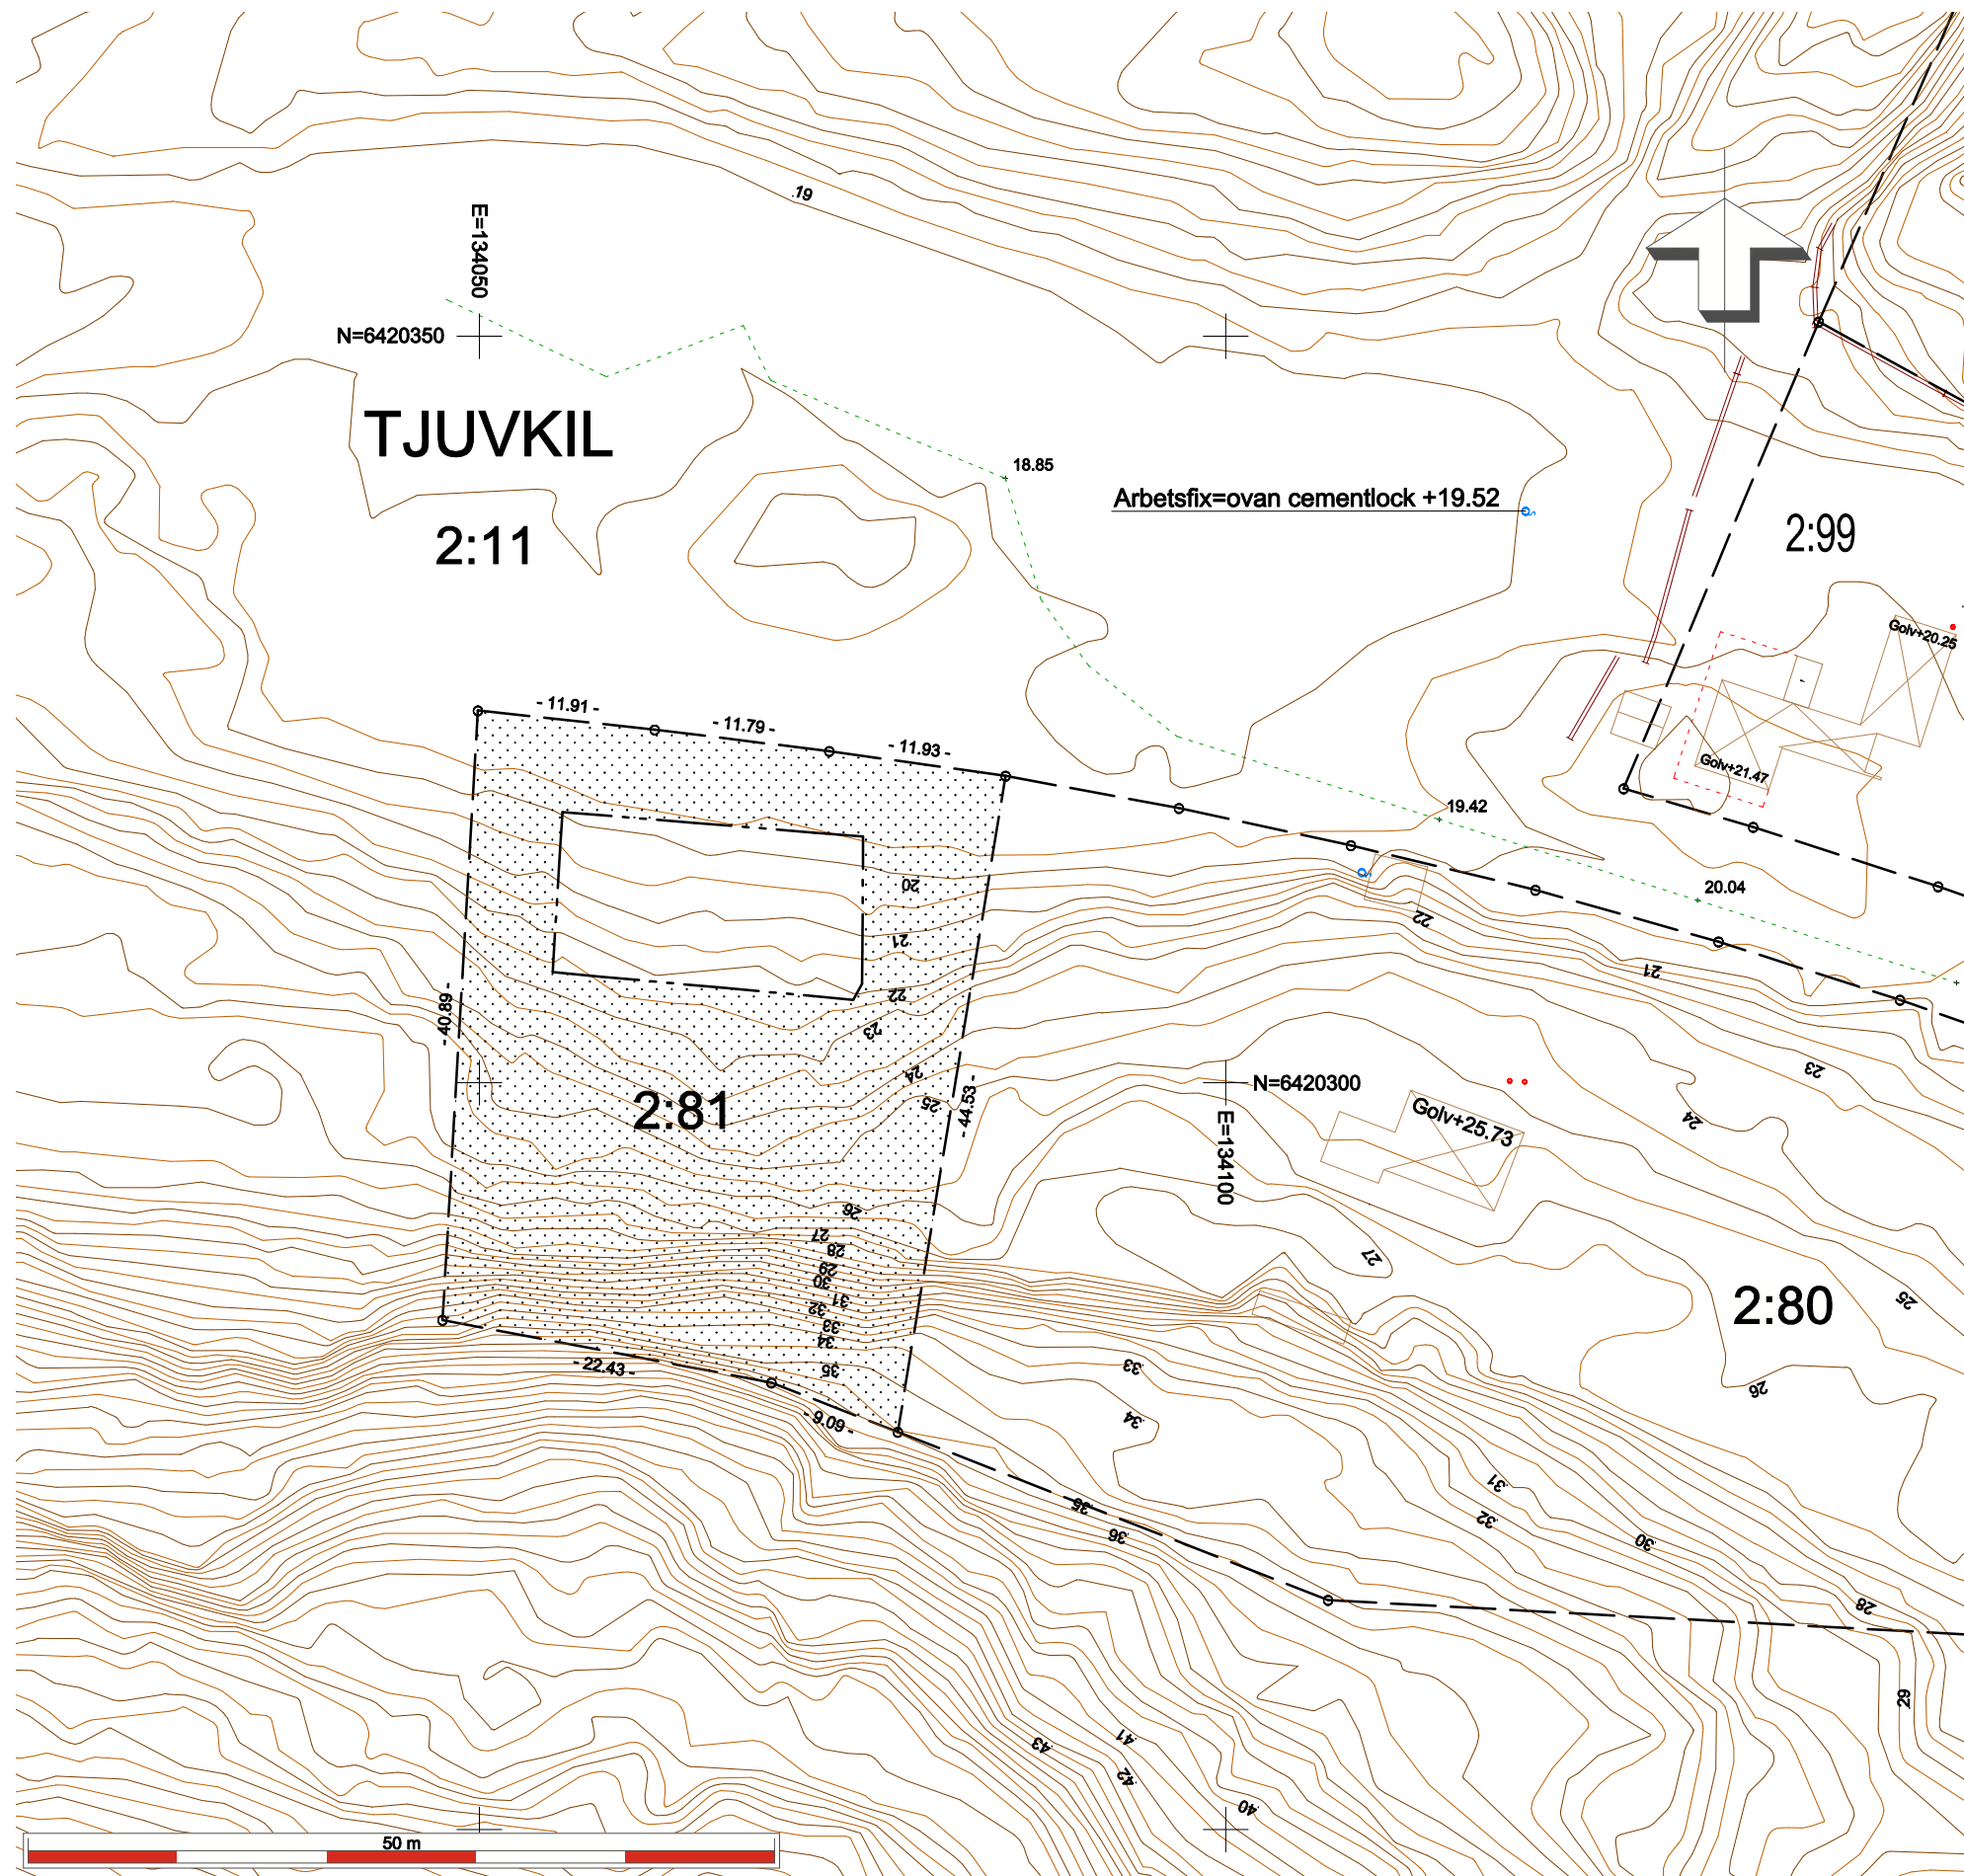 .19
E=134050
N=6420350
TJUVKIL
18.85
Arbetsfix=ovan cementlock +19.52
2:11
2:99
Golv+20.25
- 11.91 -
- 11.79 -
- 11.93 -
Golv+21.47
19.42
20
20.04
22
21
21
22
- 40.89 -
23
23
24
N=6420300
25
- 44.53 -
2:81
Golv+25.73
24
E=134100
26
27
28
27
29
30
31
32
25
2:80
33
34
- 22.43 -
35
33
26
- 9.09 -
34
31
35
36
32
30
28
29
41
43
42
40
50 m